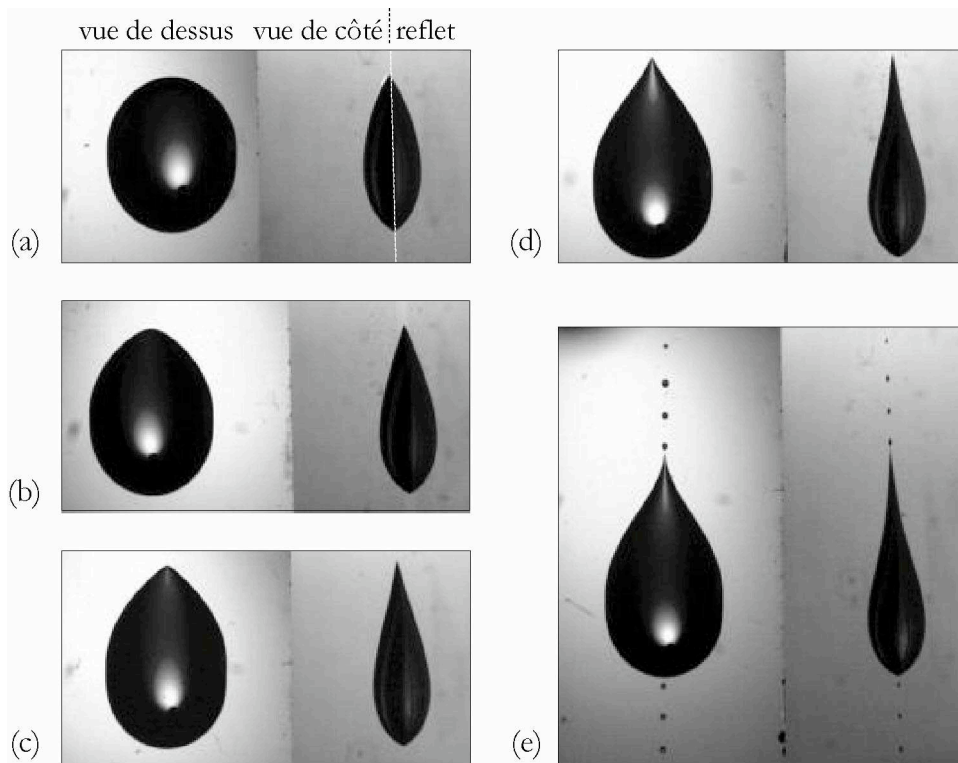 vue de dessus vue de côté reflet
(a)
(b)
(c)
(d)
(e)